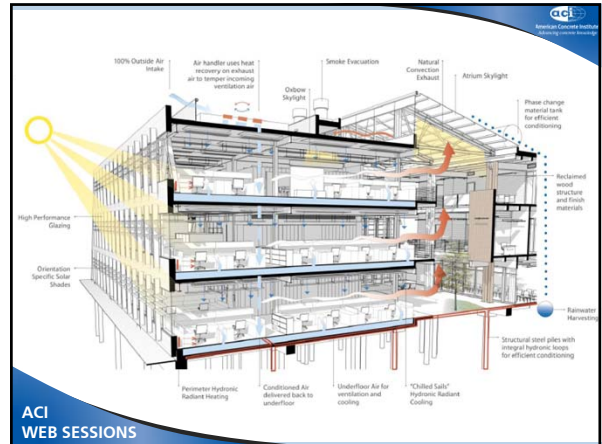 aci
American Concrete Institute
Advancing concrete knowledge
100% Outside Air
Intake
Air handler uses heat
recovery on exhaust
air to temper incoming
ventilation air
Smoke Evacuation
Oxbow
Skylight
Natural
Convection
Exhaust
Atrium Skylight
Phase change
material tank
for efficient
conditioning
Reclaimed
wood
structure
and finish
materials
High Performance
Glazing
Orientation
Specific Solar
Shades
Rainwater
Harvesting
Structural steel piles with
integral hydronic loops
for efficient conditioning
Perimeter Hydronic
Radiant Heating
Conditioned Air
delivered back to
underfloor
Underfloor Air for
ventilation and
cooling
"Chilled Sails"
Hydronic Radiant
Cooling
ACI
WEB SESSIONS